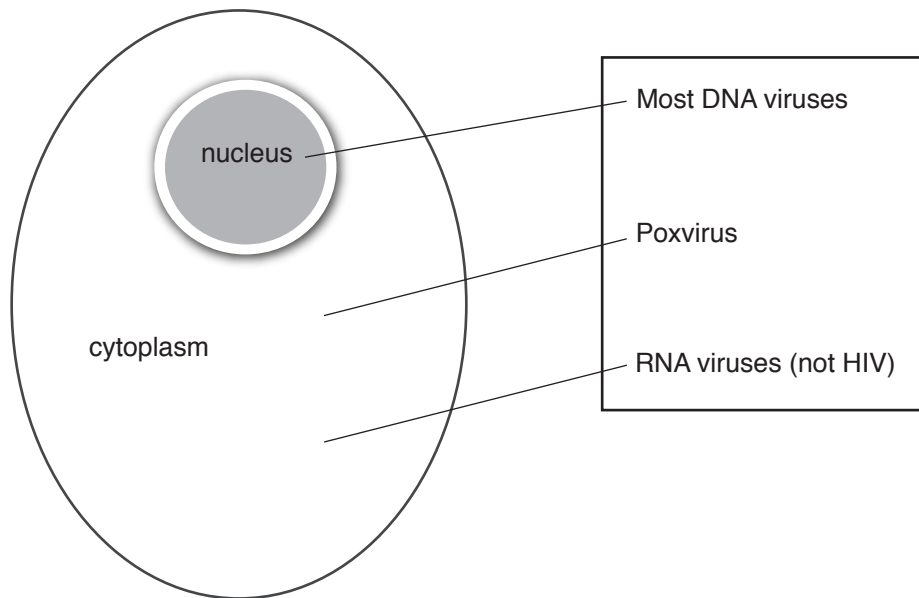 Most DNA viruses
nucleus
Poxvirus
cytoplasm
RNA viruses (not HIV)